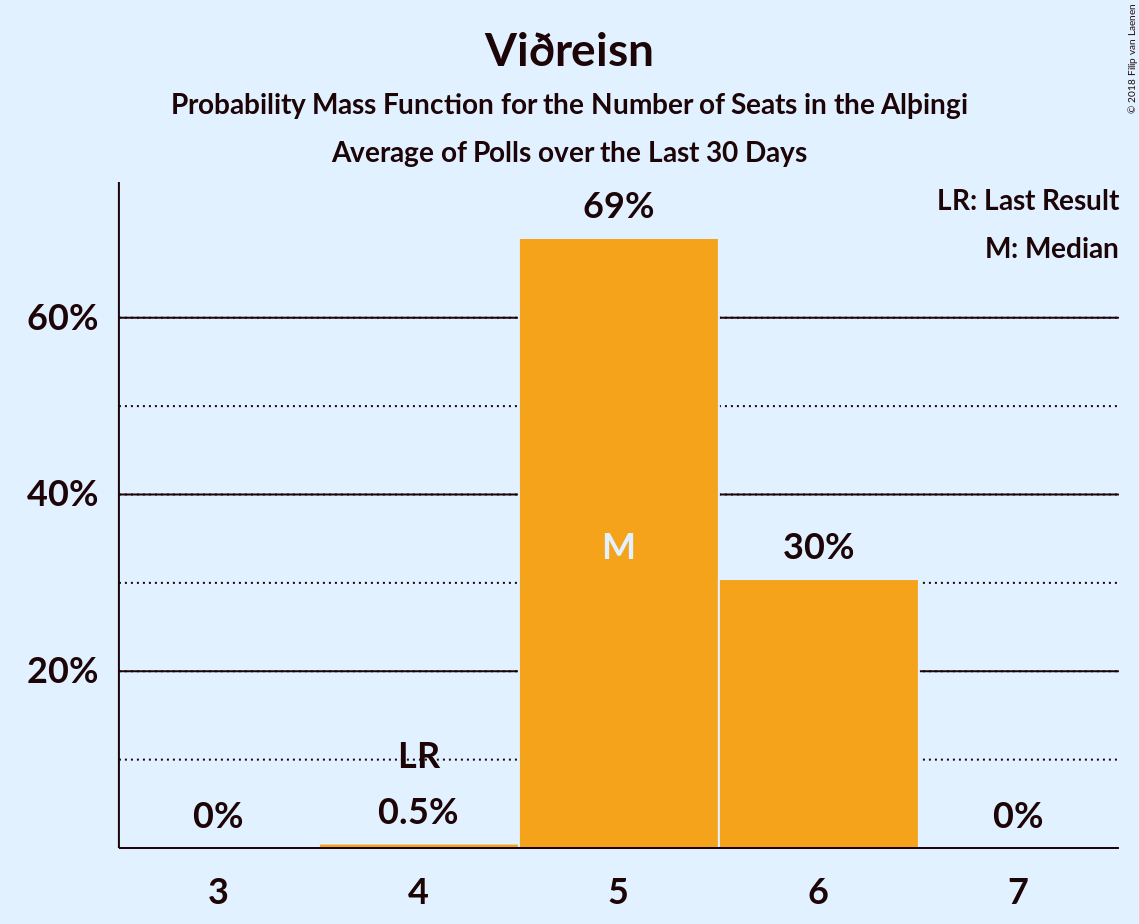 Viðreisn
Probability Mass Function for the Number of Seats in the Alþingi
Average of Polls over the Last 30 Days
© 2018 Filip van Laenen
LR: Last Result
M: Median
69%
60%
40%
M
30%
20%
LR
0%
0.5%
0%
3
4
5
6
7